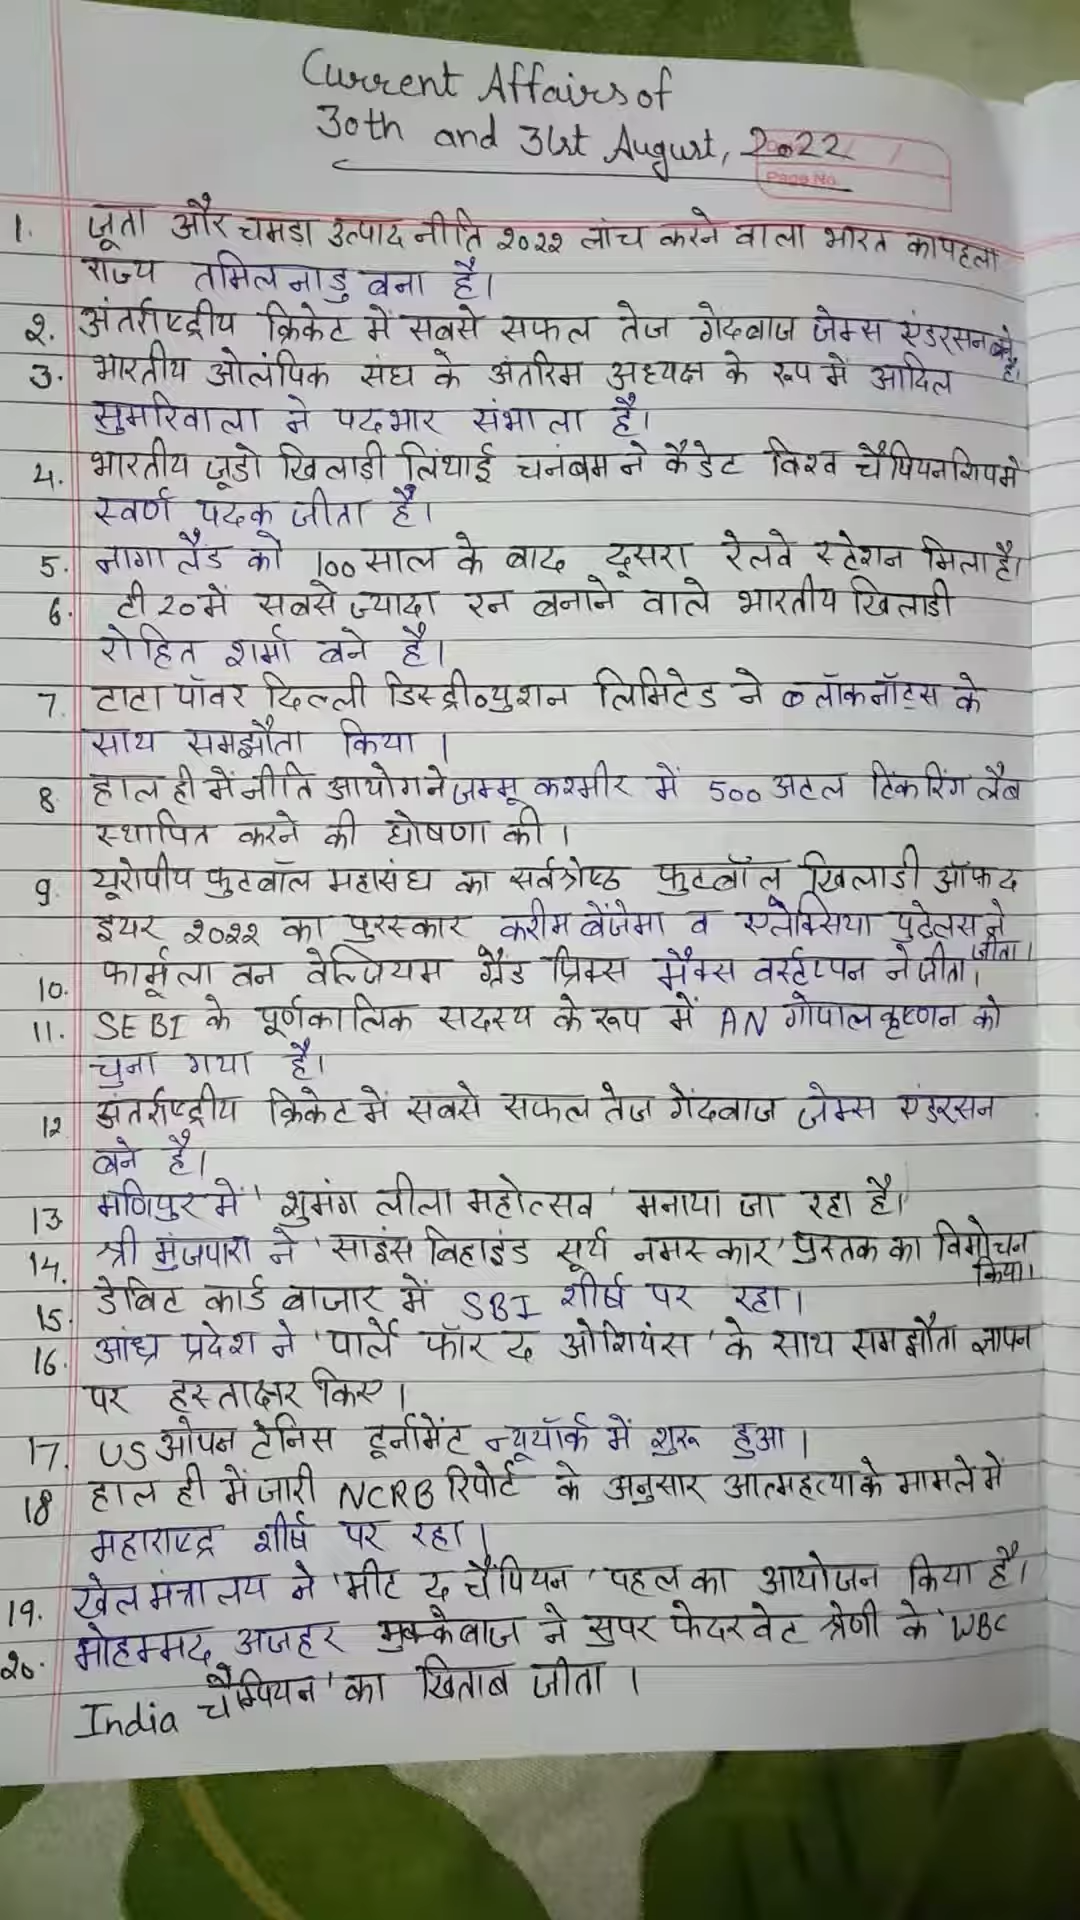 Current Affairs of
30th and 31st August, 2022
Page No.
1. जूता और चमड़ा उत्पाद नीति २०२२ लांच करने वाला भारत का पहला
राज्य तमिलनाडु बना है।
2. अंतर्राष्ट्रीय क्रिकेट में सबसे सफल तेज गेंदबाज जेम्स एंडरसन बने
है।
3. भारतीय ओलंपिक संघ के अंतरिम अध्यक्ष के रूप में आदिल
सुमारिवाला ने पदभार संभाला है।
4. भारतीय जूडो खिलाड़ी लिंथाई चनंबम ने कैडेट विश्व चैंपियनशिप में
स्वर्ण पदक जीता है।
5. नागालैंड को 100 साल के बाद दूसरा रेलवे स्टेशन मिला है।
6. टी 20 में सबसे ज्यादा रन बनाने वाले भारतीय खिलाडी
रोहित शर्मा बने है।
7. टाटा पॉवर दिल्ली डिस्ट्रीब्युशन लिमिटेड ने ब्लॉकनॉट्स के
साथ समझौता किया।
8 हाल ही में नीति आयोग ने जम्मू कश्मीर में 500 अटल टिंकरिंग लैब
स्थापित करने की घोषणा की।
9. यूरोपीय फुटबॉल महासंघ का सर्वश्रेष्ठ फुटबॉल खिलाड़ी ऑफ़ द
इयर २०२२ का पुरस्कार करीम बेंजेमा व एलेक्सिया पुटेलस ने
जीता।
10. फार्मूला वन बेल्जियम ग्रैंड प्रिक्स मैक्स वर्स्टप्पन ने जीता।
11. SEBI के पूर्णकालिक सदस्य के रूप में AN गोपालकृष्णन को
चुना गया है।
12 अंतर्राष्ट्रीय क्रिकेट में सबसे सफल तेज गेंदबाज जेम्स एंडरसन
बने है।
13 मणिपुर में 'शुमंग लीला महोत्सव' मनाया जा रहा है।
14. श्री मुंजपारा ने 'साइंस बिहाइंड सूर्य नमस्कार' पुस्तक का विमोचन
किया।
15. डेबिट कार्ड बाजार में SBI शीर्ष पर रहा।
16. आंध्र प्रदेश ने 'पार्ले फॉर द ओशियंस' के साथ समझौता ज्ञापन
पर हस्ताक्षर किए।
17. US ओपन टेनिस टूर्नामेंट न्यूयॉर्क में शुरू हुआ।
18 हाल ही में जारी NCRB रिपोर्ट के अनुसार आत्महत्या के मामले में
महाराष्ट्र शीर्ष पर रहा।
19. खेल मंत्रालय ने 'मीट द चैंपियन' पहल का आयोजन किया है।
२०. मोहम्मद अजहर मुक्केबाज ने सुपर फेदरवेट श्रेणी के 'WBC
India चैम्पियन' का खिताब जीता।